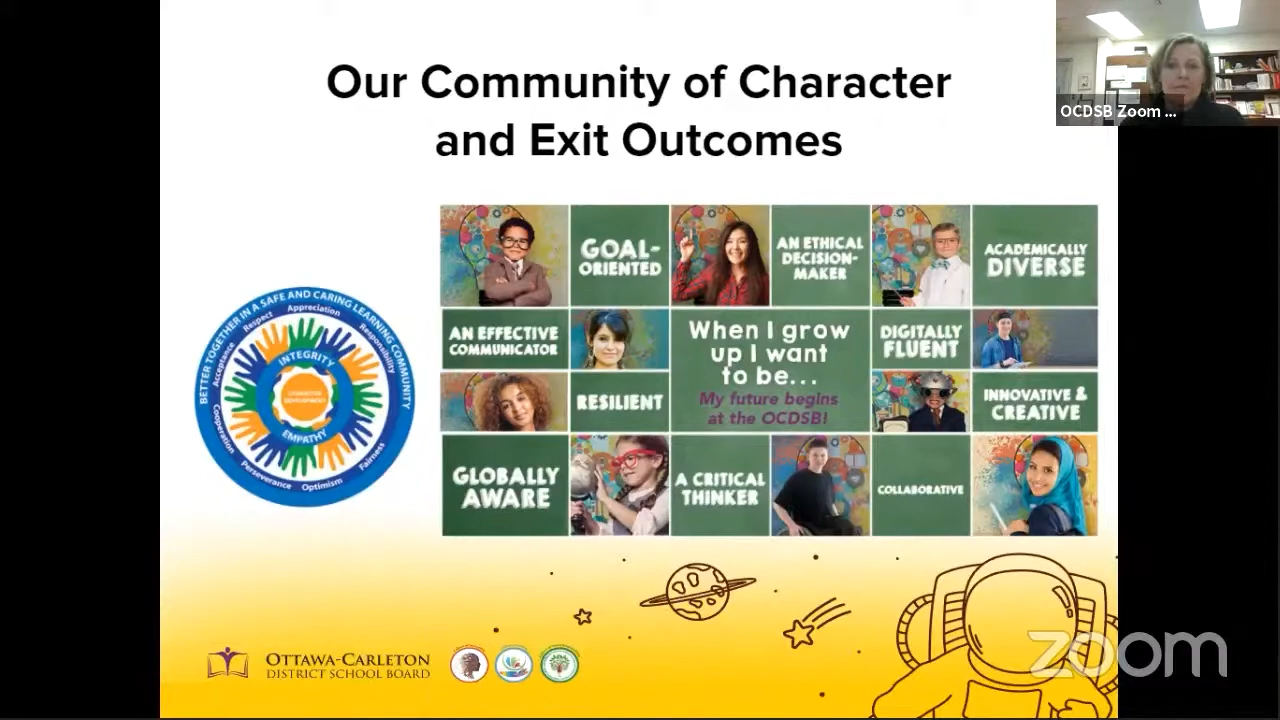 Our Community of Character
and Exit Outcomes
OCDSB Zoom ...
GOAL-
ORIENTED
AN ETHICAL
DECISION-
MAKER
ACADEMICALLY
DIVERSE
AN EFFECTIVE
COMMUNICATOR
When I grow
up I want
to be...
My future begins
at the OCDSB!
DIGITALLY
FLUENT
RESILIENT
INNOVATIVE &
CREATIVE
GLOBALLY
AWARE
A CRITICAL
THINKER
COLLABORATIVE
BETTER TOGETHER IN A SAFE AND CARING LEARNING COMMUNITY
Acceptance
Respect
Appreciation
Responsibility
Cooperation
Perseverance
Optimism
Fairness
INTEGRITY
EMPATHY
OTTAWA-CARLETON
DISTRICT SCHOOL BOARD
zoom